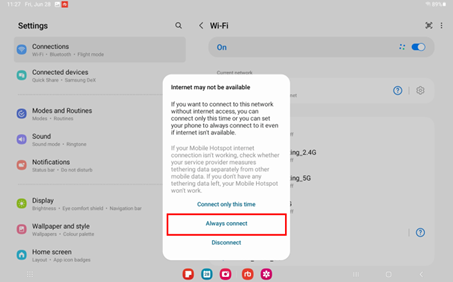 11:27 Fri, Jun 28
85%
Settings
Wi-Fi
Connections
Wi-Fi • Bluetooth • Flight mode
On
Connected devices
Quick Share • Samsung DeX
Current network
Modes and Routines
Modes • Routines
Sound
Sound mode • Ringtone
Notifications
Status bar • Do not disturb
Display
Brightness • Eye comfort shield • Navigation bar
Wallpaper and style
Wallpapers • Colour palette
Home screen
Layout • App icon badges
ing_2.4G
ing_5G
Internet may not be available
If you want to connect to this network
without internet access, you can
connect only this time or you can set
your phone to always connect to it even
if internet isn't available.
If your Mobile Hotspot internet
connection isn't working, check whether
your service provider measures
tethering data separately from other
mobile data. If you don't have any
tethering data left, your Mobile Hotspot
won't work.
Connect only this time
Always connect
Disconnect